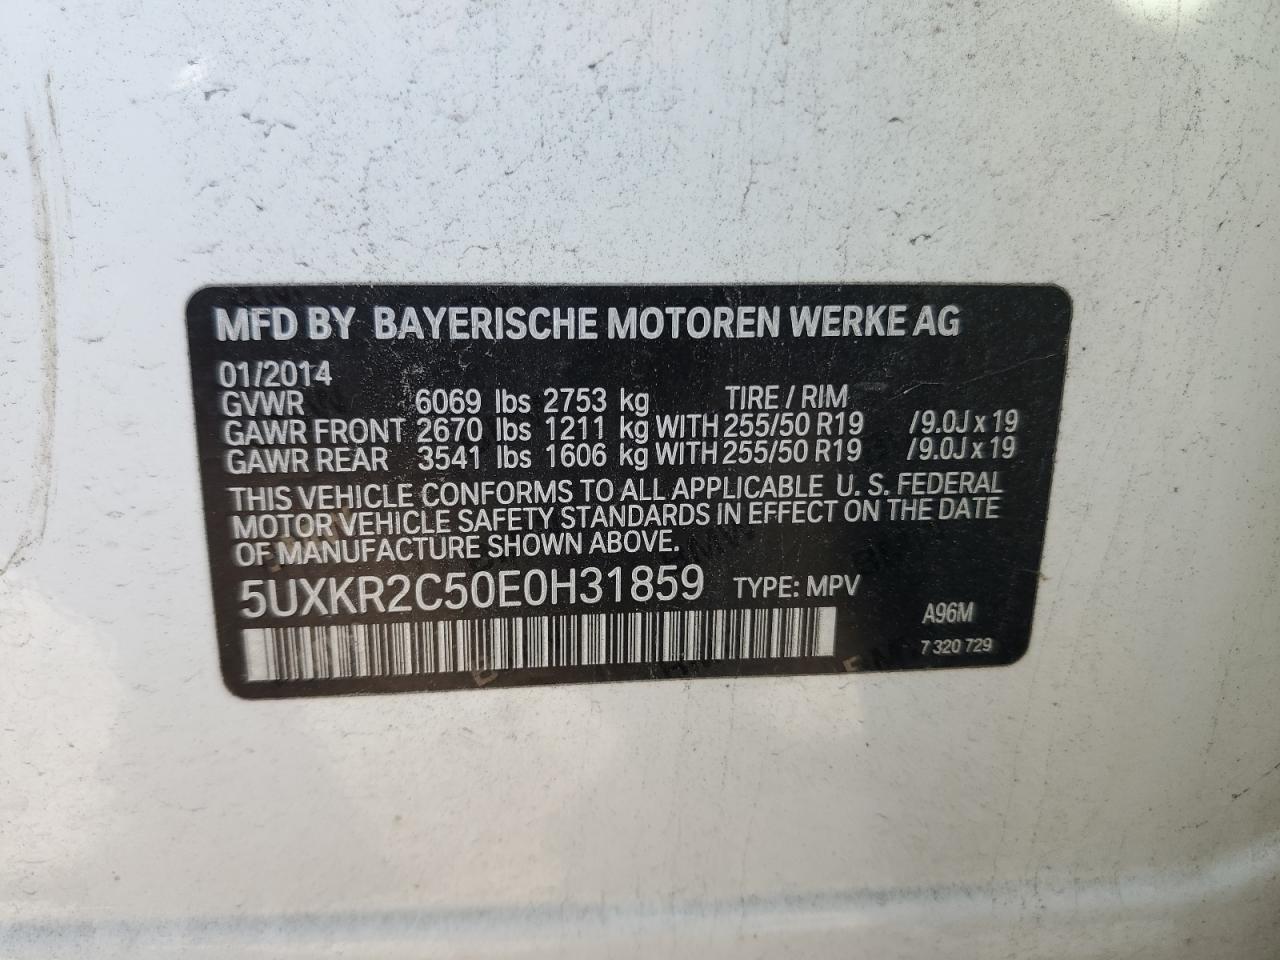 MFD BY BAYERISCHE MOTOREN WERKE AG
01/2014
GVWR 6069 lbs 2753 kg TIRE / RIM
GAWR FRONT 2670 lbs 1211 kg WITH 255/50 R19 /9.0J x 19
GAWR REAR 3541 lbs 1606 kg WITH 255/50 R19 /9.0J x 19
THIS VEHICLE CONFORMS TO ALL APPLICABLE U. S. FEDERAL
MOTOR VEHICLE SAFETY STANDARDS IN EFFECT ON THE DATE
OF MANUFACTURE SHOWN ABOVE.
5UXKR2C50E0H31859 TYPE: MPV
A96M
7 320 729